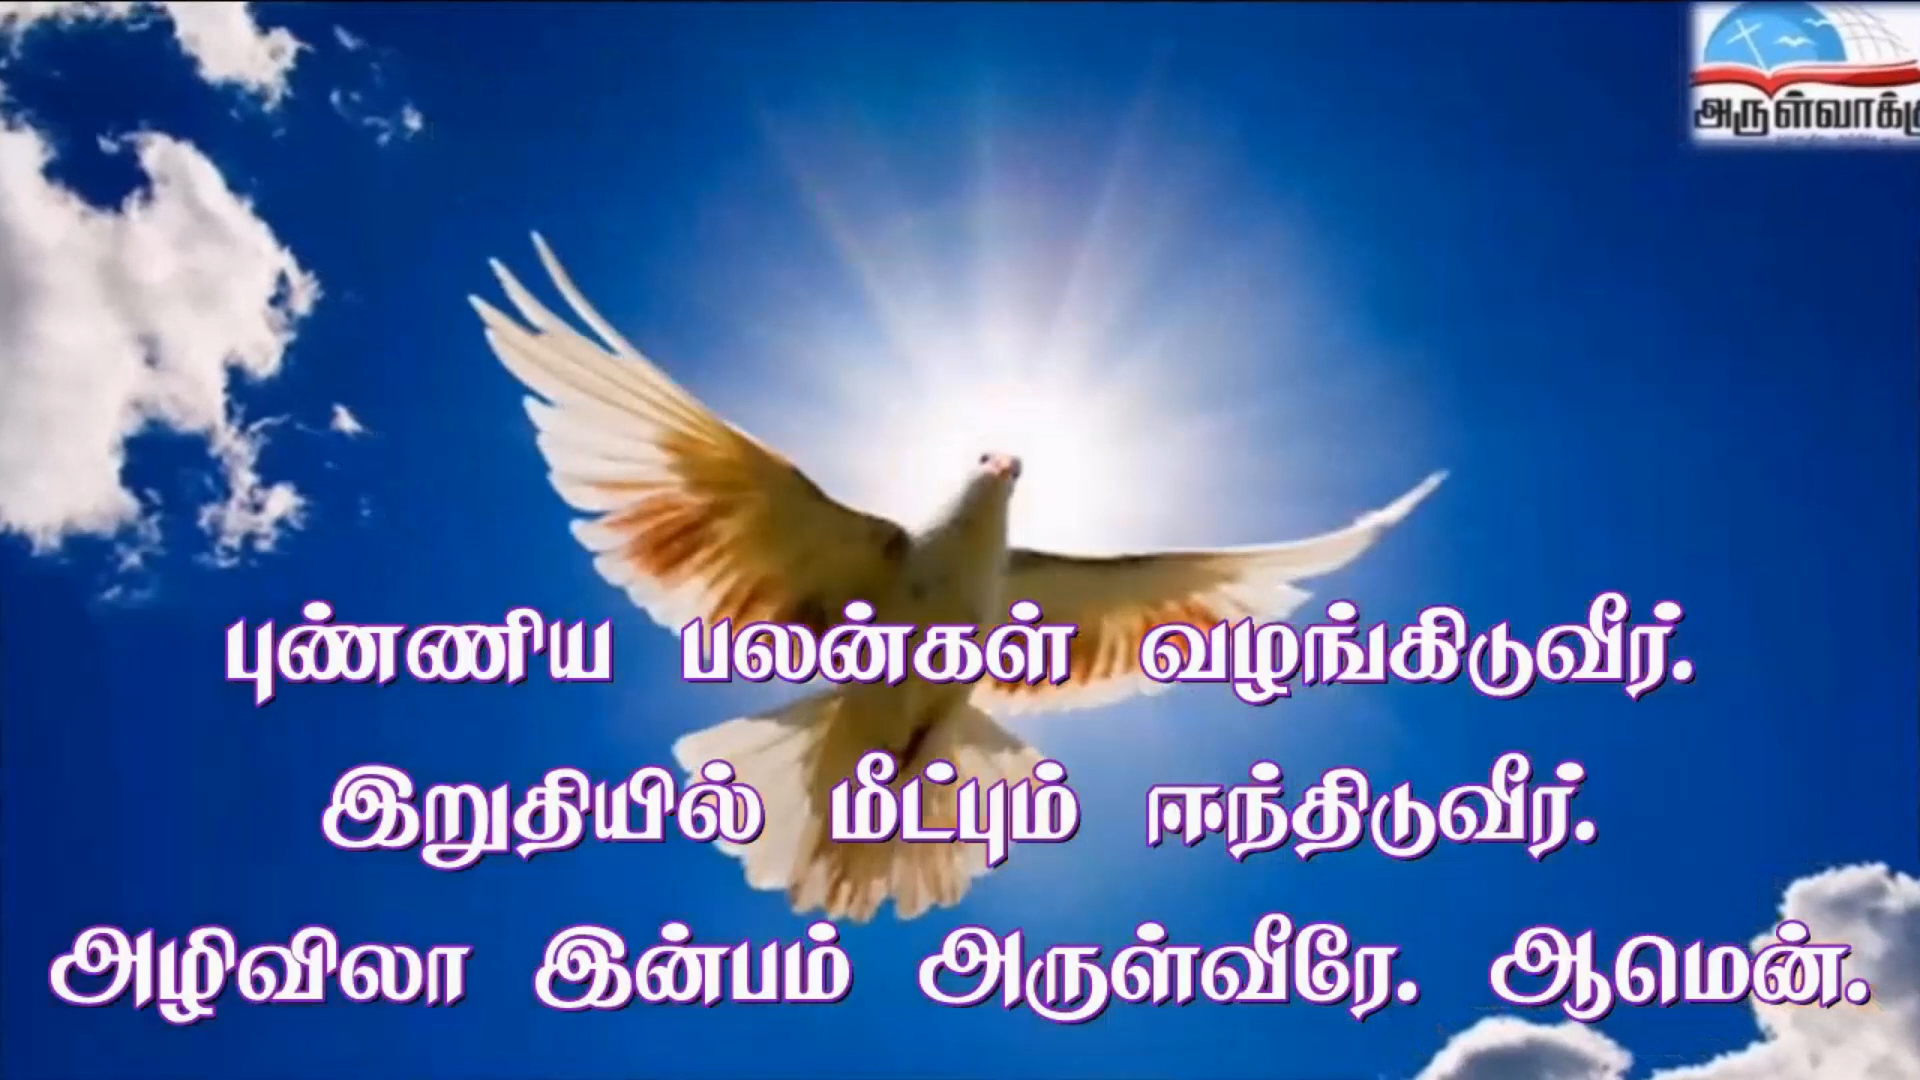 அருள்வாக்கு
புண்ணிய பலன்கள் வழங்கிடுவீர்.
இறுதியில் மீட்பும் ஈந்திடுவீர்.
அழிவிலா இன்பம் அருள்வீரே. ஆமென்.